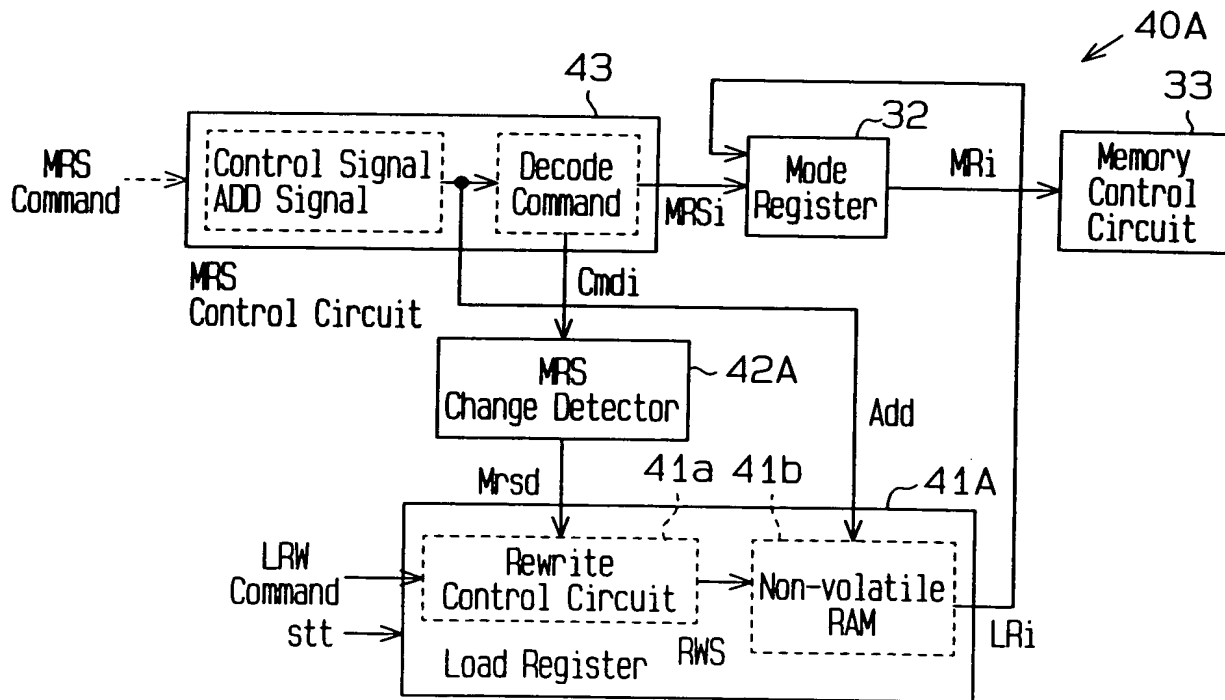 40A
43
32
33
MRS
Command
Control Signal
ADD Signal
Decode
Command
MRSi
Mode
Register
MRi
Memory
Control
Circuit
MRS
Control Circuit
Cmdi
MRS
Change Detector
42A
Add
Mrsd
41a
41b
41A
LRW
Command
stt
Rewrite
Control Circuit
RWS
Non-volatile
RAM
LRi
Load Register